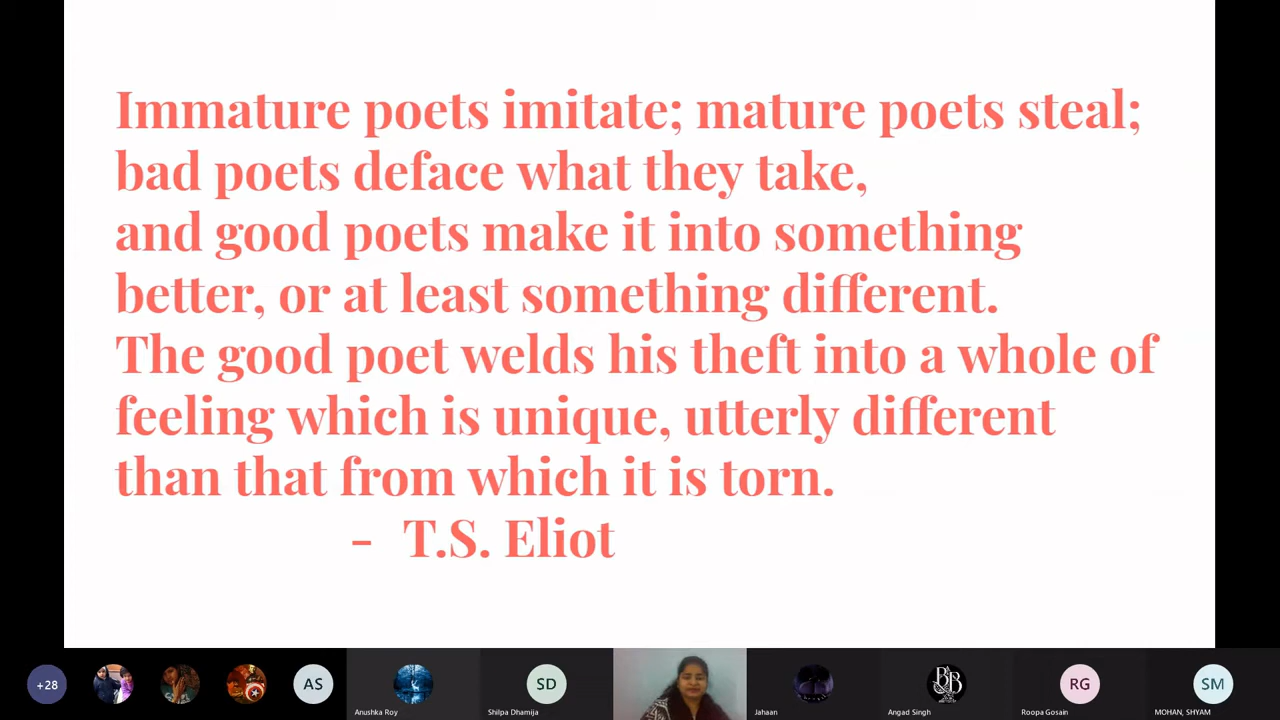 Immature poets imitate; mature poets steal;
bad poets deface what they take,
and good poets make it into something
better, or at least something different.
The good poet welds his theft into a whole of
feeling which is unique, utterly different
than that from which it is torn.
- T.S. Eliot
+28
AS
SD
BB
RG
SM
Anushka Roy
Shilpa Dhamija
Jahaan
Angad Singh
Roopa Gosain
MOHAN, SHYAM